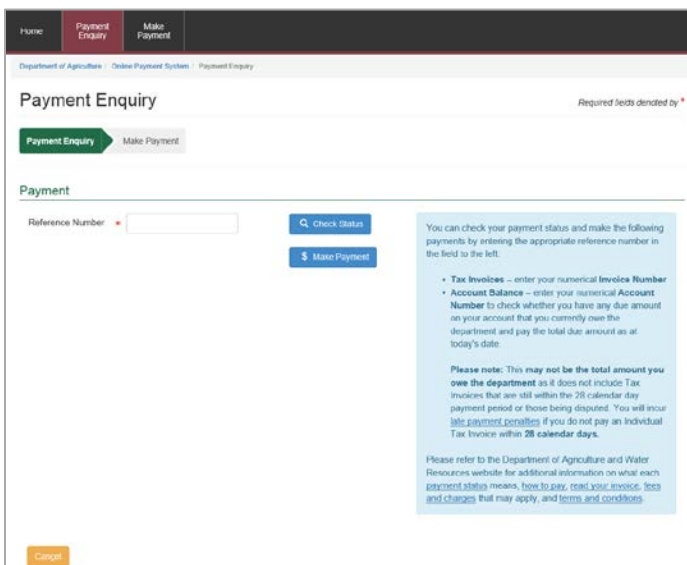 Home
Payment
Enquiry
Make
Payment
Department of Agriculture / Online Payment System / Payment Enquiry
Payment Enquiry
Required fields denoted by *
Payment Enquiry
Make Payment
Payment
Reference Number *
Check Status
$ Make Payment
You can check your payment status and make the following
payments by entering the appropriate reference number in
the field to the left.
• Tax Invoices – enter your numerical Invoice Number
• Account Balance – enter your numerical Account
Number to check whether you have any due amount
on your account that you currently owe the
department and pay the total due amount as at
today's date.
Please note: This may not be the total amount you
owe the department as it does not include Tax
Invoices that are still within the 28 calendar day
payment period or those being disputed. You will incur
late payment penalties if you do not pay an Individual
Tax Invoice within 28 calendar days.
Please refer to the Department of Agriculture and Water
Resources website for additional information on what each
payment status means, how to pay, read your invoice, fees
and charges that may apply, and terms and conditions.
Cancel